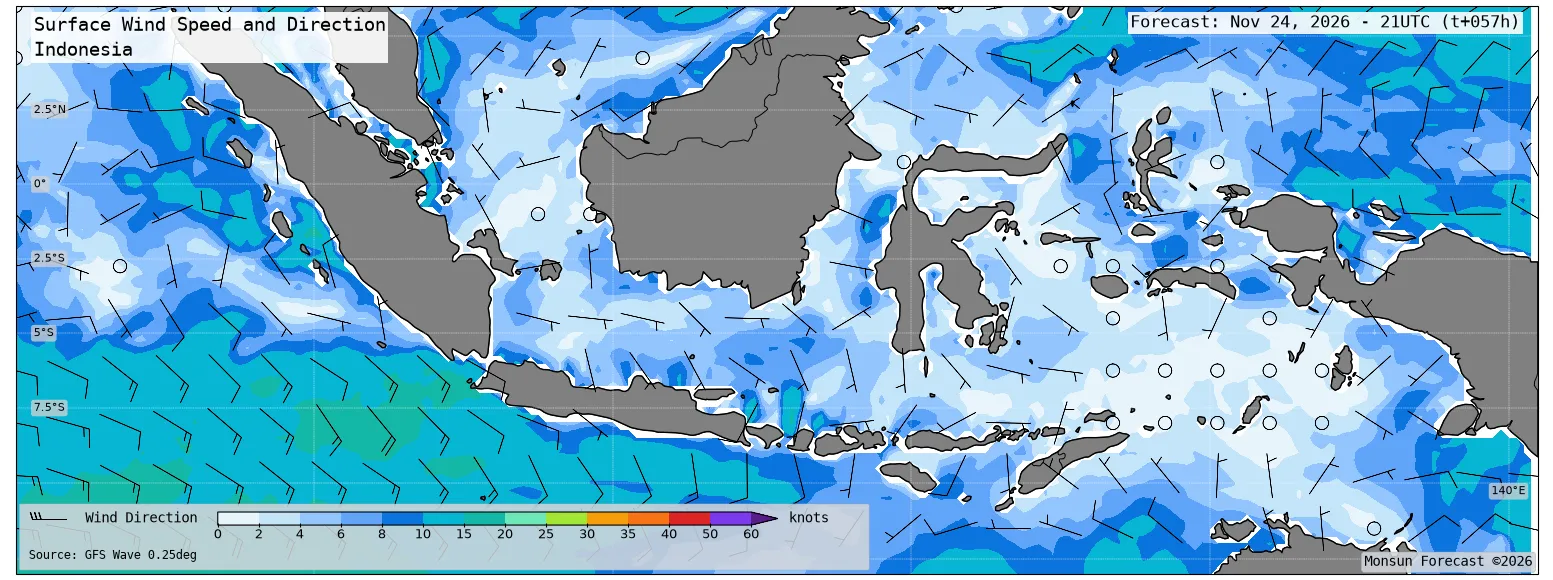 Surface Wind Speed and Direction
Indonesia
Forecast: Nov 24, 2026 - 21UTC (t+057h)
2.5°N
0°
2.5°S
5°S
7.5°S
140°E
Wind Direction
knots
0 2 4 6 8 10 15 20 25 30 35 40 50 60
Source: GFS Wave 0.25deg
Monsun Forecast ©2026